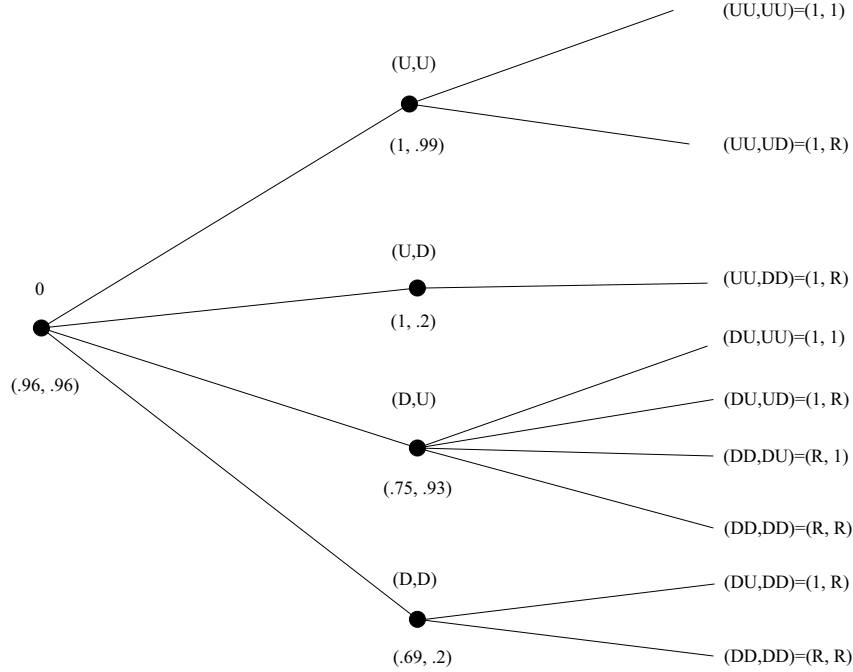 (UU,UU)=(1, 1)
(U,U)
(1, .99)
(UU,UD)=(1, R)
(U,D)
(UU,DD)=(1, R)
0
(1, .2)
(DU,UU)=(1, 1)
(.96, .96)
(D,U)
(DU,UD)=(1, R)
(DD,DU)=(R, 1)
(.75, .93)
(DD,DD)=(R, R)
(D,D)
(DU,DD)=(1, R)
(.69, .2)
(DD,DD)=(R, R)